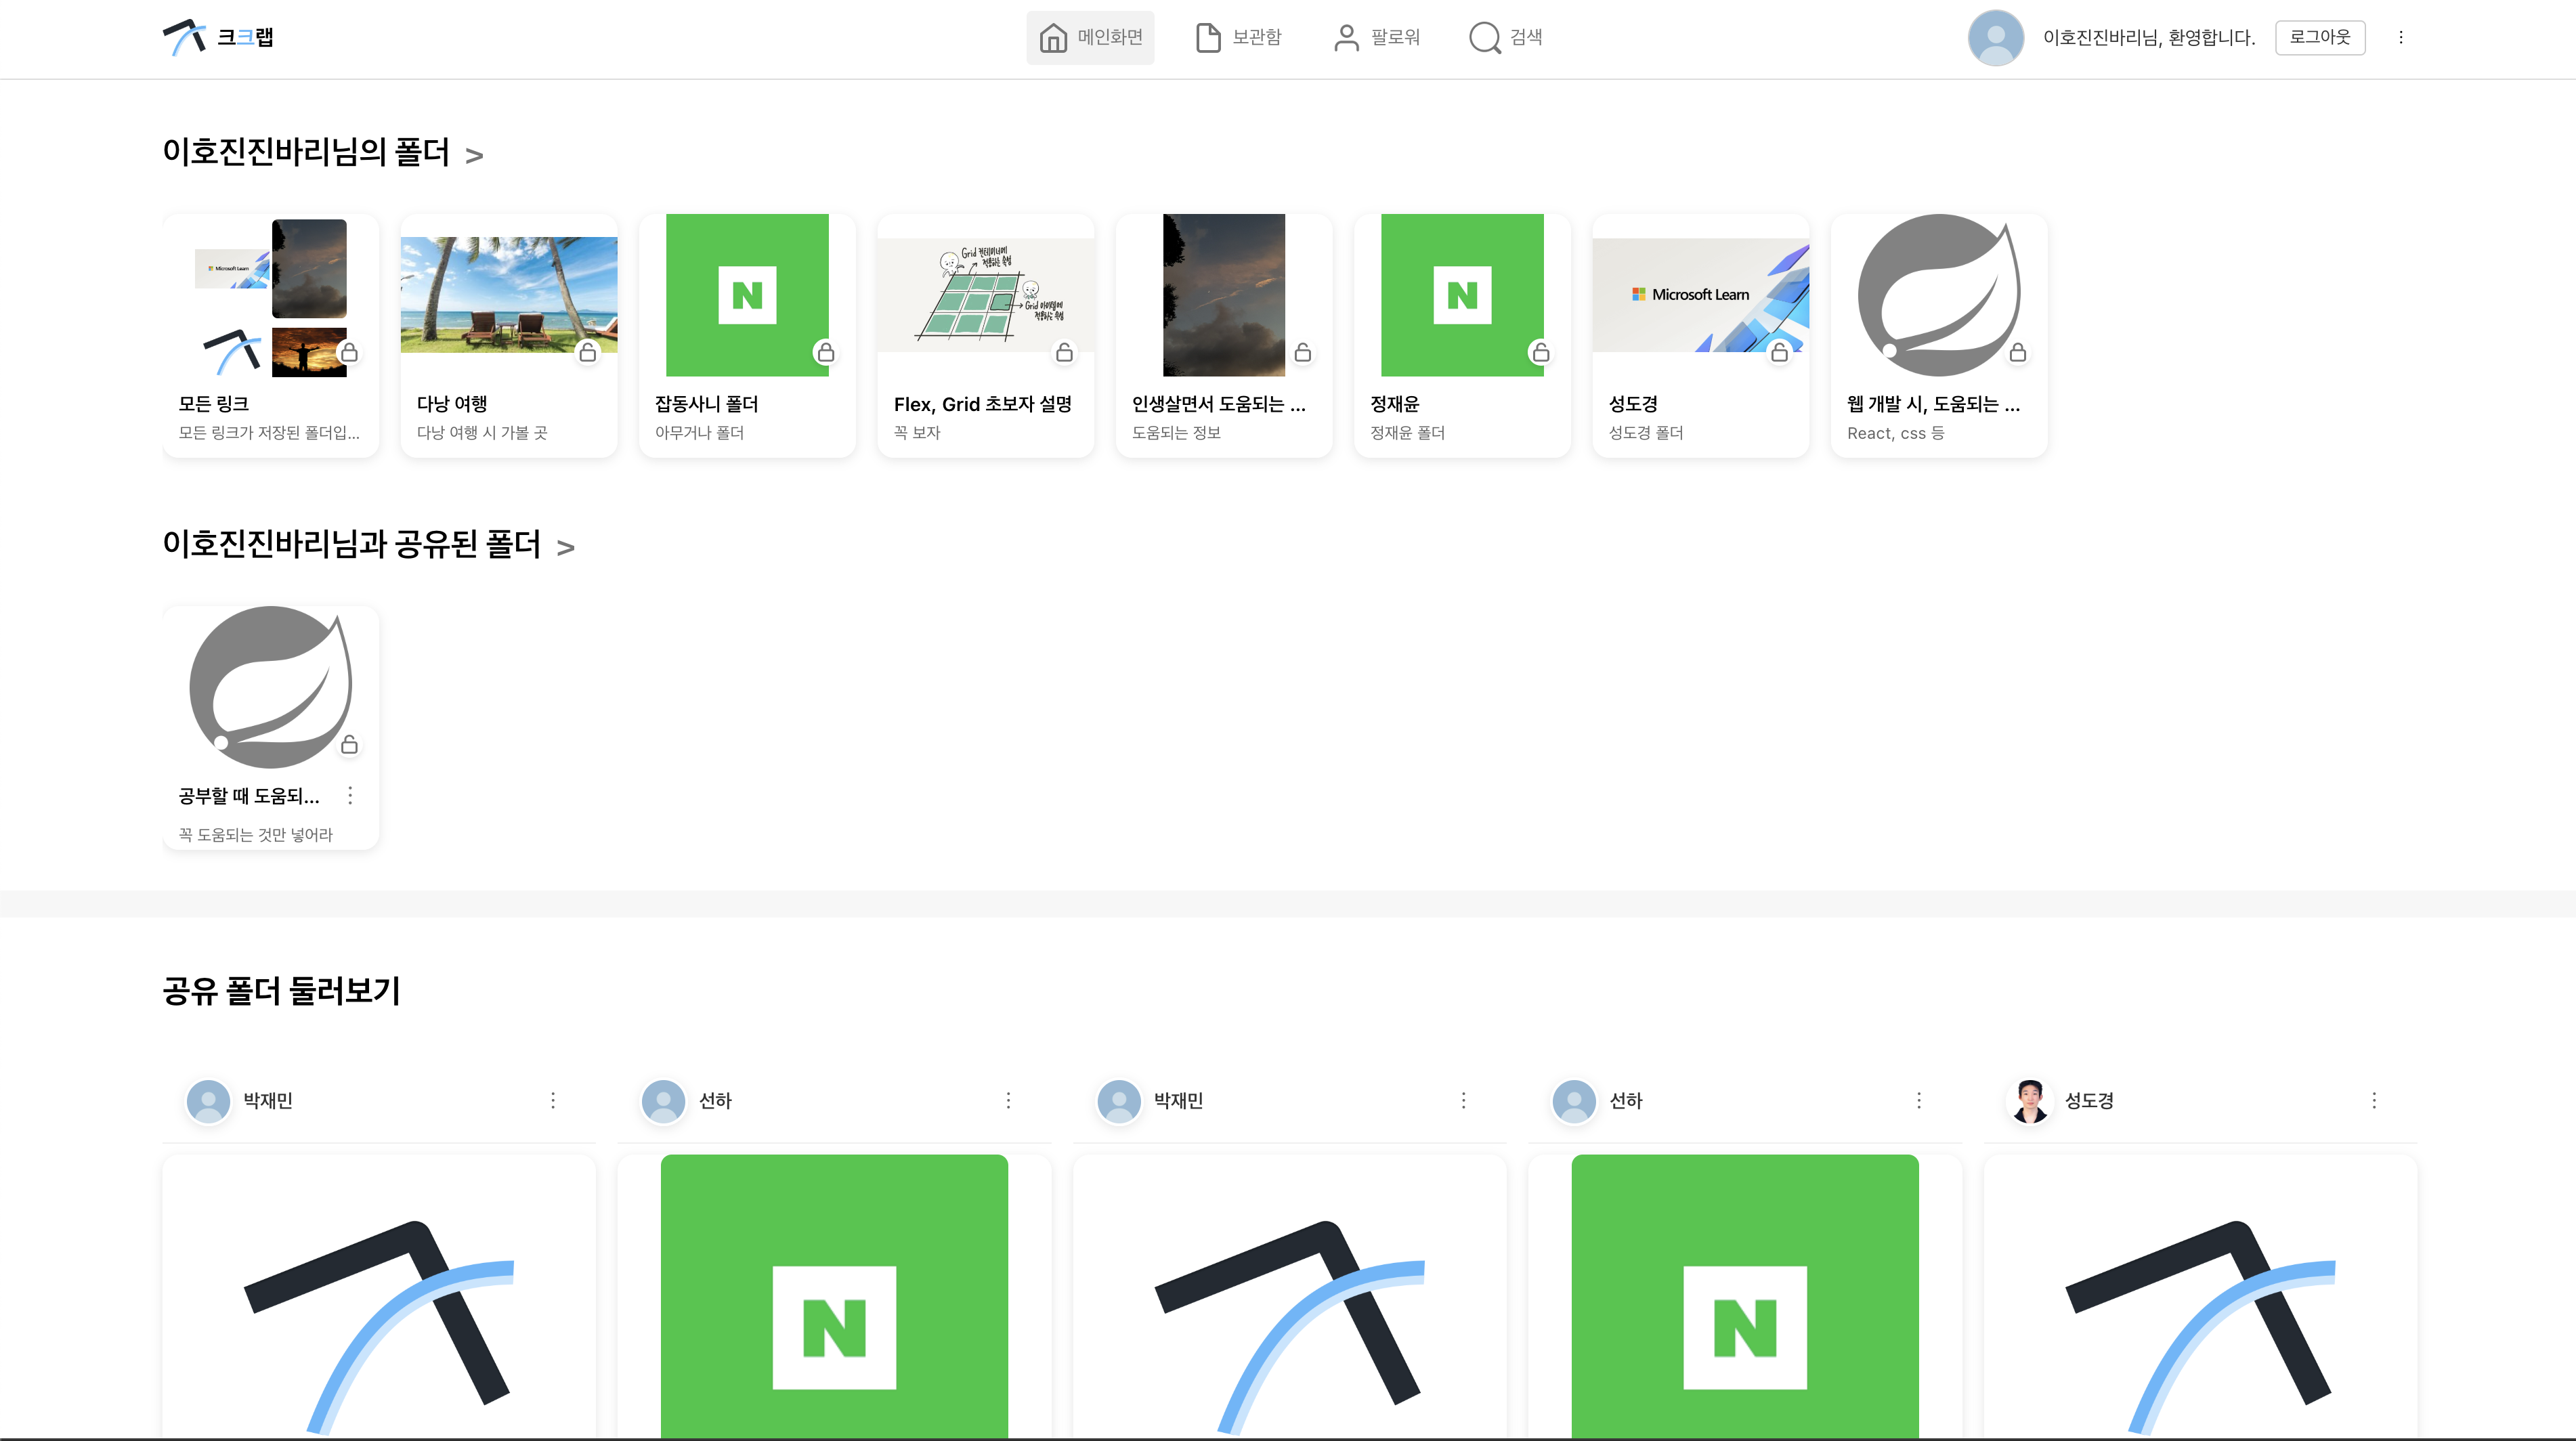 크크랩
메인화면
보관함
팔로워
검색
이호진진바리님, 환영합니다.
로그아웃
이호진진바리님의 폴더 >
Microsoft Learn
Grid 컨테이너에
적용하는 속성
Grid 아이템에
적용하는 속성
Microsoft Learn
모든 링크
모든 링크가 저장된 폴더입...
다낭 여행
다낭 여행 시 가볼 곳
잡동사니 폴더
아무거나 폴더
Flex, Grid 초보자 설명
꼭 보자
인생살면서 도움되는 ...
도움되는 정보
정재윤
정재윤 폴더
성도경
성도경 폴더
웹 개발 시, 도움되는 ...
React, css 등
이호진진바리님과 공유된 폴더 >
공부할 때 도움되...
꼭 도움되는 것만 넣어라
공유 폴더 둘러보기
박재민
선하
박재민
선하
성도경
N
N
N
N